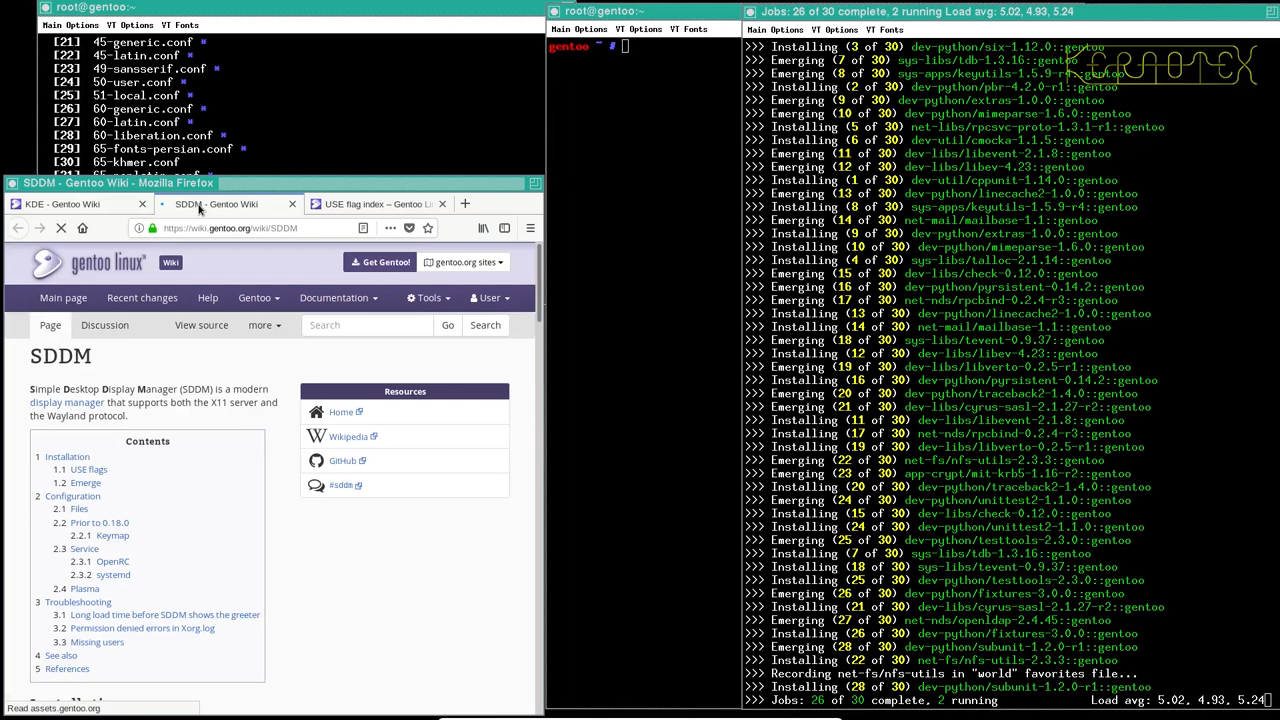 root@gentoo:~
Main Options  VT Options  VT Fonts
[21]  45-generic.conf *
[22]  45-latin.conf *
[23]  49-sansserif.conf *
[24]  50-user.conf *
[25]  51-local.conf *
[26]  60-generic.conf *
[27]  60-latin.conf *
[28]  60-liberation.conf *
[29]  65-fonts-persian.conf *
[30]  65-khmer.conf
SDDM - Gentoo Wiki - Mozilla Firefox
KDE - Gentoo Wiki
SDDM - Gentoo Wiki
USE flag index – Gentoo Li
https://wiki.gentoo.org/wiki/SDDM
gentoo linux  Wiki
Get Gentoo!  gentoo.org sites
Main page  Recent changes  Help  Gentoo  Documentation  Tools  User
Page  Discussion  View source  more  Search  Go  Search
SDDM
Simple Desktop Display Manager (SDDM) is a modern
display manager that supports both the X11 server and
the Wayland protocol.
Contents
1 Installation
1.1 USE flags
1.2 Emerge
2 Configuration
2.1 Files
2.2 Prior to 0.18.0
2.2.1 Keymap
2.3 Service
2.3.1 OpenRC
2.3.2 systemd
2.4 Plasma
3 Troubleshooting
3.1 Long load time before SDDM shows the greeter
3.2 Permission denied errors in Xorg.log
3.3 Missing users
4 See also
5 References
Resources
Home
Wikipedia
GitHub
#sddm
Read assets.gentoo.org
root@gentoo:~
Main Options  VT Options  VT Fonts
gentoo ~ #
Jobs: 26 of 30 complete, 2 running Load avg: 5.02, 4.93, 5.24
Main Options  VT Options  VT Fonts
KERNOTEX
>>> Installing (3 of 30) dev-python/six-1.12.0::gentoo
>>> Emerging (7 of 30) sys-libs/tdb-1.3.16::gentoo
>>> Emerging (8 of 30) sys-apps/keyutils-1.5.9-r4::gentoo
>>> Installing (2 of 30) dev-python/pbr-4.2.0-r1::gentoo
>>> Emerging (9 of 30) dev-python/extras-1.0.0::gentoo
>>> Emerging (10 of 30) dev-python/mimeparse-1.6.0::gentoo
>>> Installing (5 of 30) net-libs/rpcsvc-proto-1.3.1-r1::gentoo
>>> Installing (6 of 30) dev-util/cmocka-1.1.5::gentoo
>>> Emerging (11 of 30) dev-libs/libevent-2.1.8::gentoo
>>> Emerging (12 of 30) dev-libs/libev-4.23::gentoo
>>> Installing (1 of 30) dev-util/cppunit-1.14.0::gentoo
>>> Emerging (13 of 30) dev-python/linecache2-1.0.0::gentoo
>>> Installing (8 of 30) sys-apps/keyutils-1.5.9-r4::gentoo
>>> Emerging (14 of 30) net-mail/mailbase-1.1::gentoo
>>> Installing (9 of 30) dev-python/extras-1.0.0::gentoo
>>> Installing (10 of 30) dev-python/mimeparse-1.6.0::gentoo
>>> Installing (4 of 30) sys-libs/talloc-2.1.14::gentoo
>>> Emerging (15 of 30) dev-libs/check-0.12.0::gentoo
>>> Emerging (16 of 30) dev-python/pyrsistent-0.14.2::gentoo
>>> Emerging (17 of 30) net-nds/rpcbind-0.2.4-r3::gentoo
>>> Installing (13 of 30) dev-python/linecache2-1.0.0::gentoo
>>> Installing (14 of 30) net-mail/mailbase-1.1::gentoo
>>> Emerging (18 of 30) sys-libs/tevent-0.9.37::gentoo
>>> Installing (12 of 30) dev-libs/libev-4.23::gentoo
>>> Emerging (19 of 30) dev-libs/libverto-0.2.5-r1::gentoo
>>> Installing (16 of 30) dev-python/pyrsistent-0.14.2::gentoo
>>> Emerging (20 of 30) dev-python/traceback2-1.4.0::gentoo
>>> Emerging (21 of 30) dev-libs/cyrus-sasl-2.1.27-r2::gentoo
>>> Installing (11 of 30) dev-libs/libevent-2.1.8::gentoo
>>> Installing (17 of 30) net-nds/rpcbind-0.2.4-r3::gentoo
>>> Installing (19 of 30) dev-libs/libverto-0.2.5-r1::gentoo
>>> Emerging (22 of 30) net-fs/nfs-utils-2.3.3::gentoo
>>> Emerging (23 of 30) app-crypt/mit-krb5-1.16-r2::gentoo
>>> Installing (20 of 30) dev-python/traceback2-1.4.0::gentoo
>>> Emerging (24 of 30) dev-python/unittest2-1.1.0::gentoo
>>> Installing (15 of 30) dev-libs/check-0.12.0::gentoo
>>> Installing (24 of 30) dev-python/unittest2-1.1.0::gentoo
>>> Emerging (25 of 30) dev-python/testtools-2.3.0::gentoo
>>> Installing (7 of 30) sys-libs/tdb-1.3.16::gentoo
>>> Installing (18 of 30) sys-libs/tevent-0.9.37::gentoo
>>> Installing (25 of 30) dev-python/testtools-2.3.0::gentoo
>>> Emerging (26 of 30) dev-python/fixtures-3.0.0::gentoo
>>> Installing (21 of 30) dev-libs/cyrus-sasl-2.1.27-r2::gentoo
>>> Emerging (27 of 30) net-nds/openldap-2.4.45::gentoo
>>> Installing (26 of 30) dev-python/fixtures-3.0.0::gentoo
>>> Emerging (28 of 30) dev-python/subunit-1.2.0-r1::gentoo
>>> Installing (22 of 30) net-fs/nfs-utils-2.3.3::gentoo
>>> Recording net-fs/nfs-utils in "world" favorites file...
>>> Installing (28 of 30) dev-python/subunit-1.2.0-r1::gentoo
>>> Jobs: 26 of 30 complete, 2 running  Load avg: 5.02, 4.93, 5.24